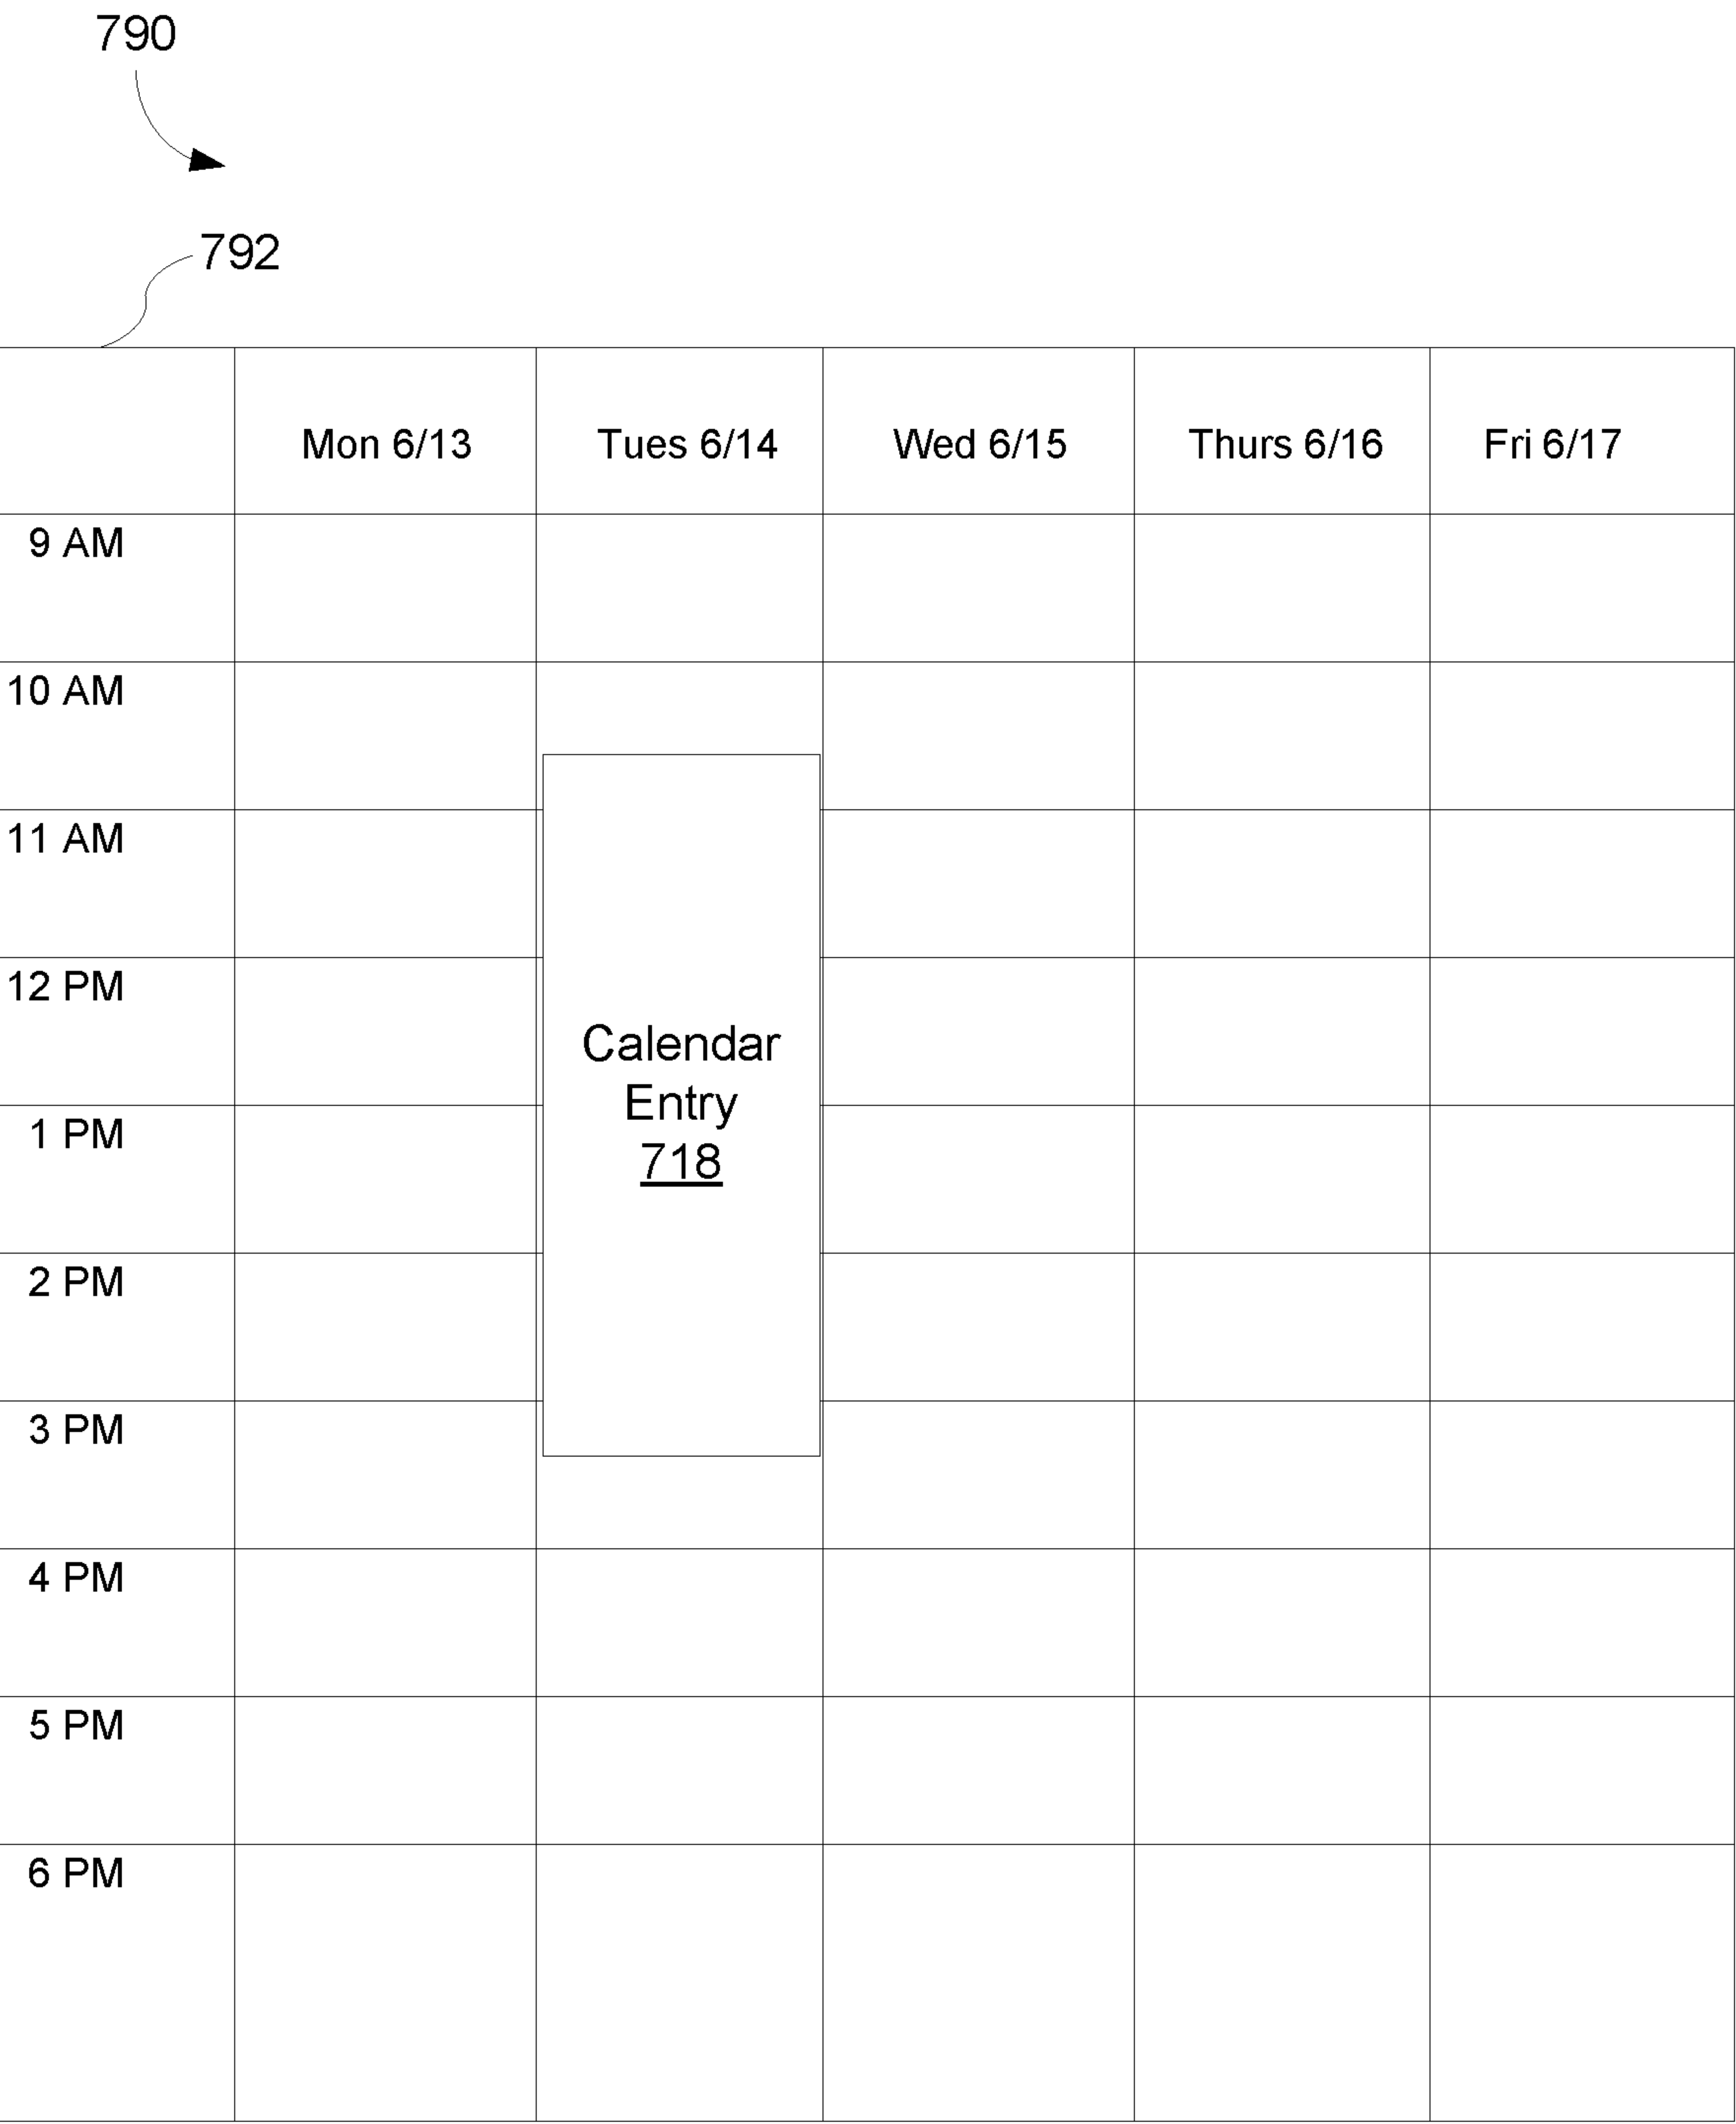 790
792
Mon 6/13 Tues 6/14 Wed 6/15 Thurs 6/16 Fri 6/17
9 AM
10 AM
11 AM
12 PM
Calendar
Entry
718
1 PM
2 PM
3 PM
4 PM
5 PM
6 PM